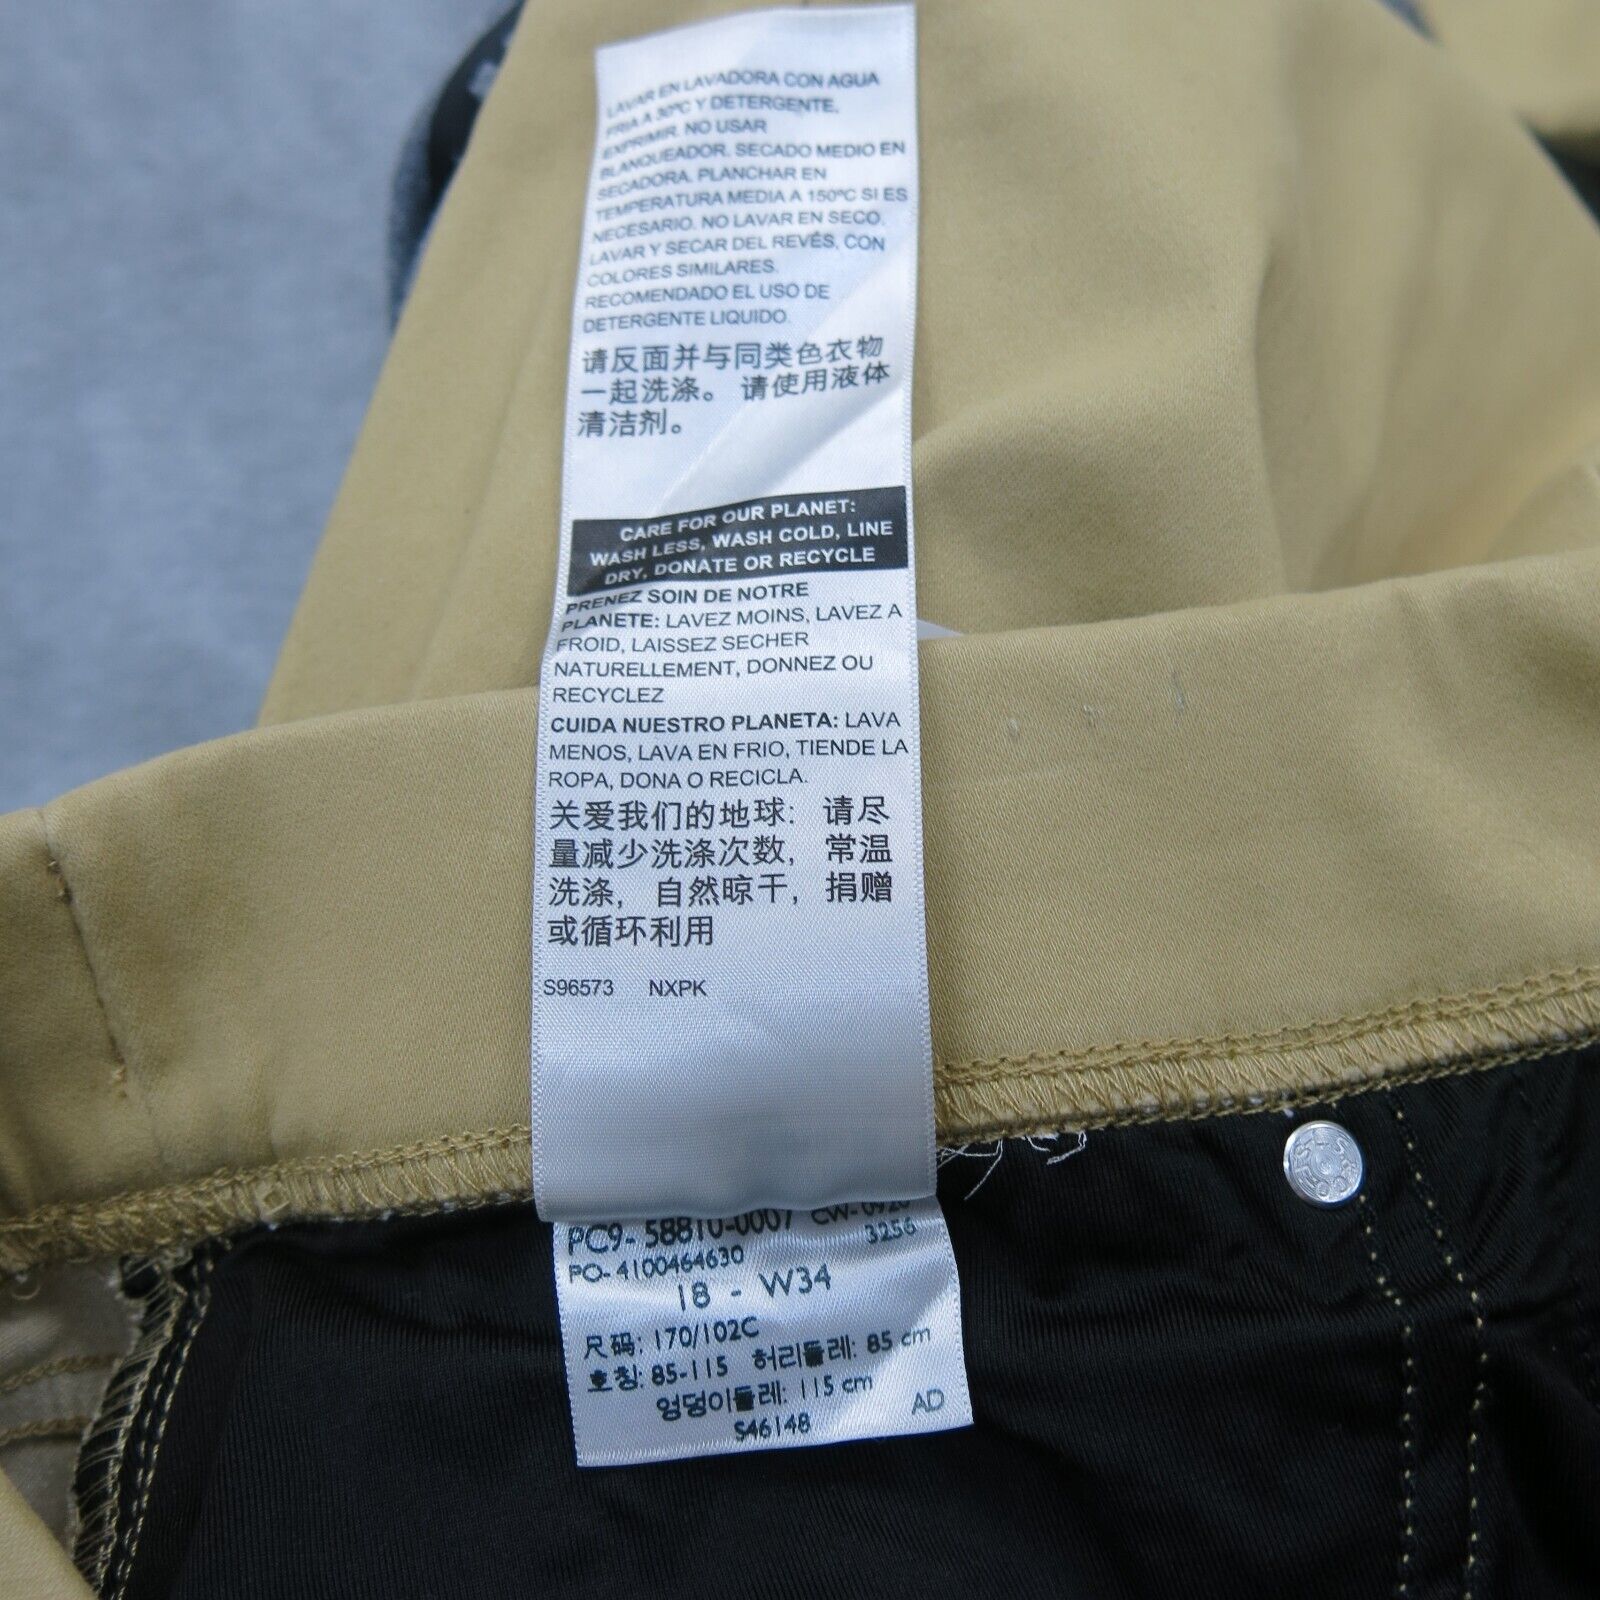 LAVAR EN LAVADORA CON AGUA
FRIA A 30ºC Y DETERGENTE.
EXPRIMIR. NO USAR
BLANQUEADOR. SECADO MEDIO EN
SECADORA. PLANCHAR EN
TEMPERATURA MEDIA A 150ºC SI ES
NECESARIO. NO LAVAR EN SECO.
LAVAR Y SECAR DEL REVÉS, CON
COLORES SIMILARES.
RECOMENDADO EL USO DE
DETERGENTE LIQUIDO.
请反面并与同类色衣物
一起洗涤。请使用液体
清洁剂。
CARE FOR OUR PLANET:
WASH LESS, WASH COLD, LINE
DRY, DONATE OR RECYCLE
PRENEZ SOIN DE NOTRE
PLANETE: LAVEZ MOINS, LAVEZ A
FROID, LAISSEZ SECHER
NATURELLEMENT, DONNEZ OU
RECYCLEZ
CUIDA NUESTRO PLANETA: LAVA
MENOS, LAVA EN FRIO, TIENDE LA
ROPA, DONA O RECICLA.
关爱我们的地球: 请尽
量减少洗涤次数, 常温
洗涤, 自然晾干, 捐赠
或循环利用
S96573 NXPK
PC9-58810-0007
PO-4100464630 3256
18 - W34
尺码: 170/102C
호칭: 85-115 허리둘레: 85 cm
엉덩이둘레: 115 cm
S46148 AD